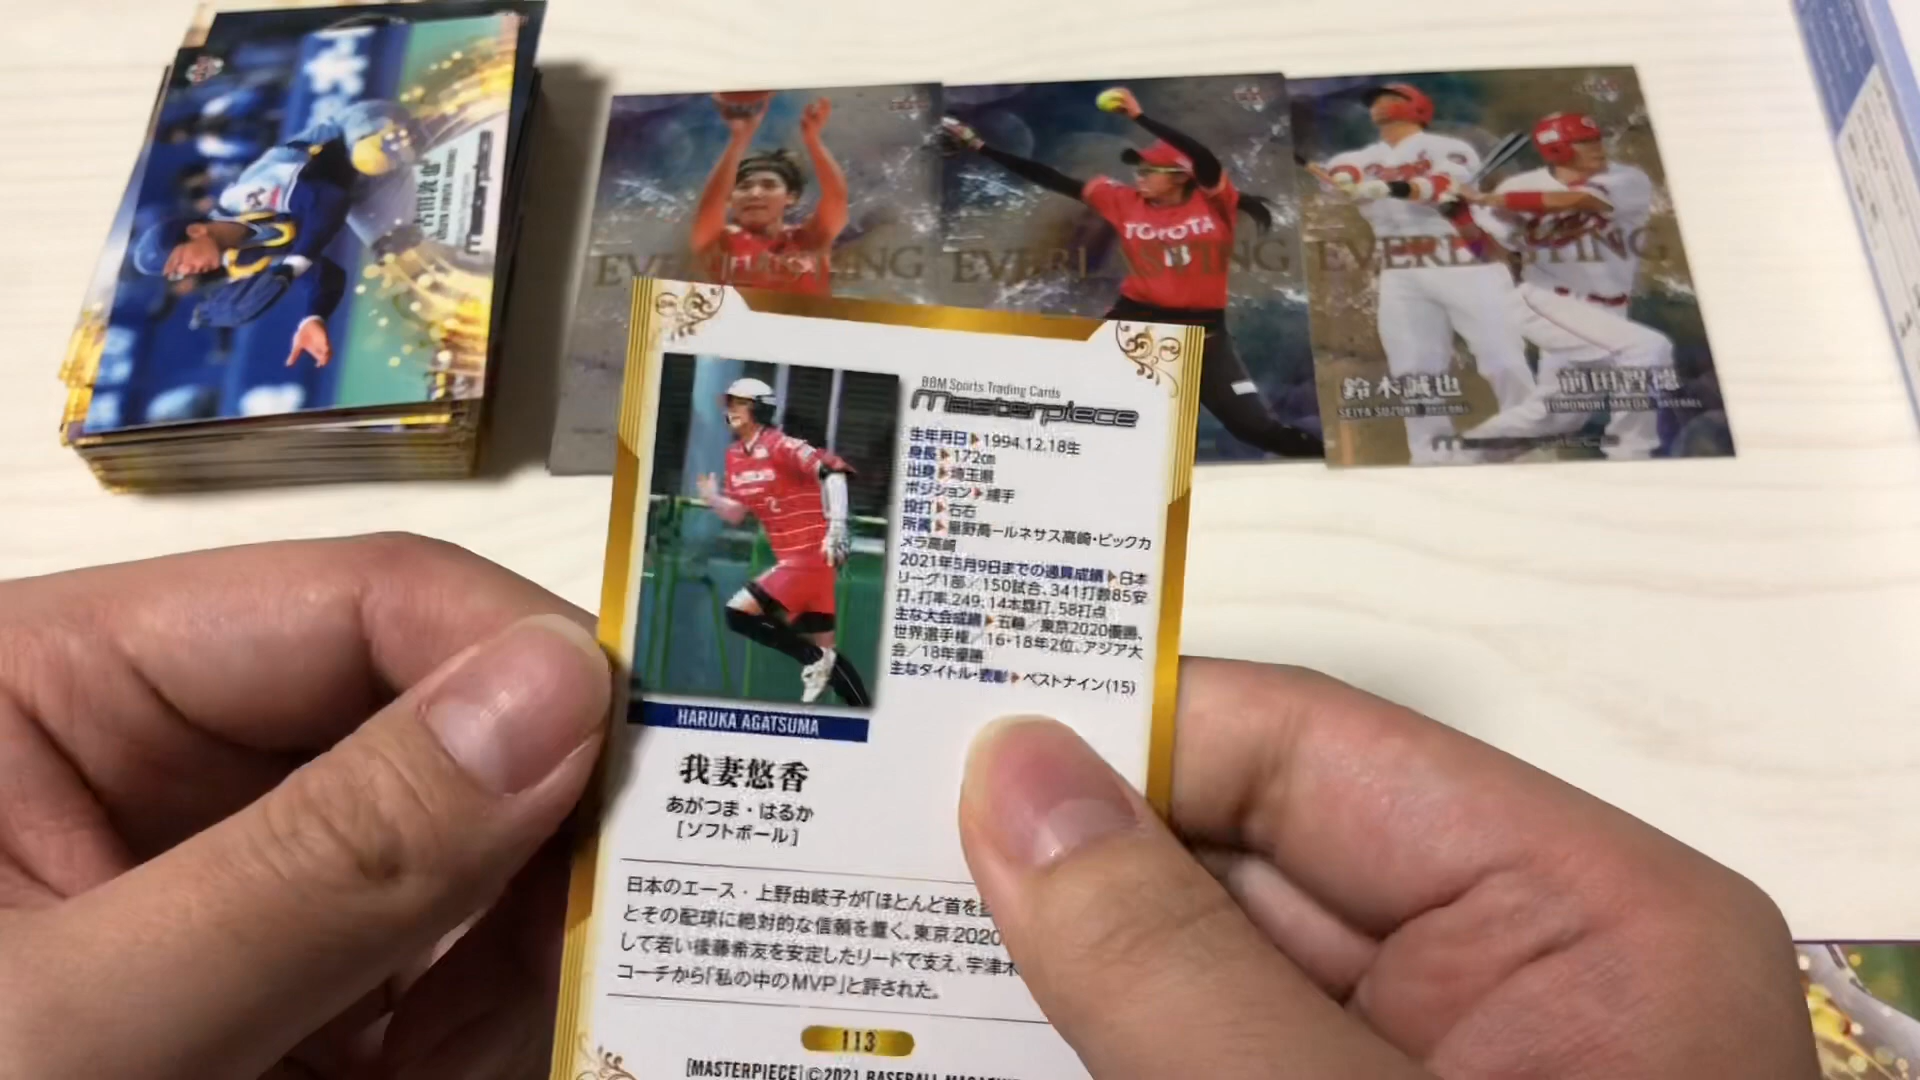 EVERLASTING
EVERLASTING
TOYOTA
EVERLASTING
鈴木誠也
SEIYA SUZUKI BASEBALL
前田智徳
TOMONORI MAEDA BASEBALL
masterpiece
BBM Sports Trading Cards
masterpiece
生年月日▶1994.12.18生
身長▶172cm
出身▶埼玉県
ポジション▶捕手
投打▶右右
所属▶星野高ールネサス高崎・ビックカ
メラ高崎
2021年5月9日までの通算成績▶日本
リーグ1部/150試合、341打数85安
打、打率.249、14本塁打、58打点
主な大会成績▶五輪/東京2020優勝、
世界選手権/16・18年2位、アジア大
会/18年優勝
主なタイトル・表彰▶ベストナイン(15)
HARUKA AGATSUMA
我妻悠香
あがつま・はるか
[ソフトボール]
日本のエース・上野由岐子が「ほとんど首を
とその配球に絶対的な信頼を置く。東京2020
して若い後藤希友を安定したリードで支え、宇津木
コーチから「私の中のMVP」と評された。
113
[MASTERPIECE]©2021 BASEBALL